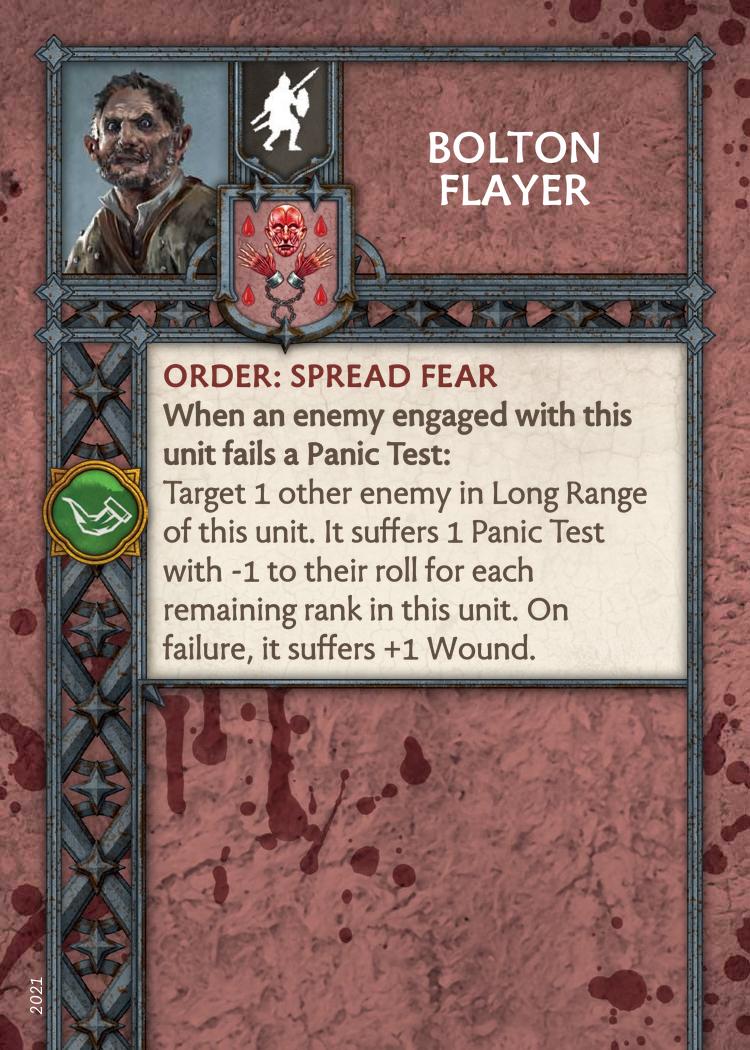 BOLTON
FLAYER
ORDER: SPREAD FEAR
When an enemy engaged with this
unit fails a Panic Test:
Target 1 other enemy in Long Range
of this unit. It suffers 1 Panic Test
with -1 to their roll for each
remaining rank in this unit. On
failure, it suffers +1 Wound.
2021